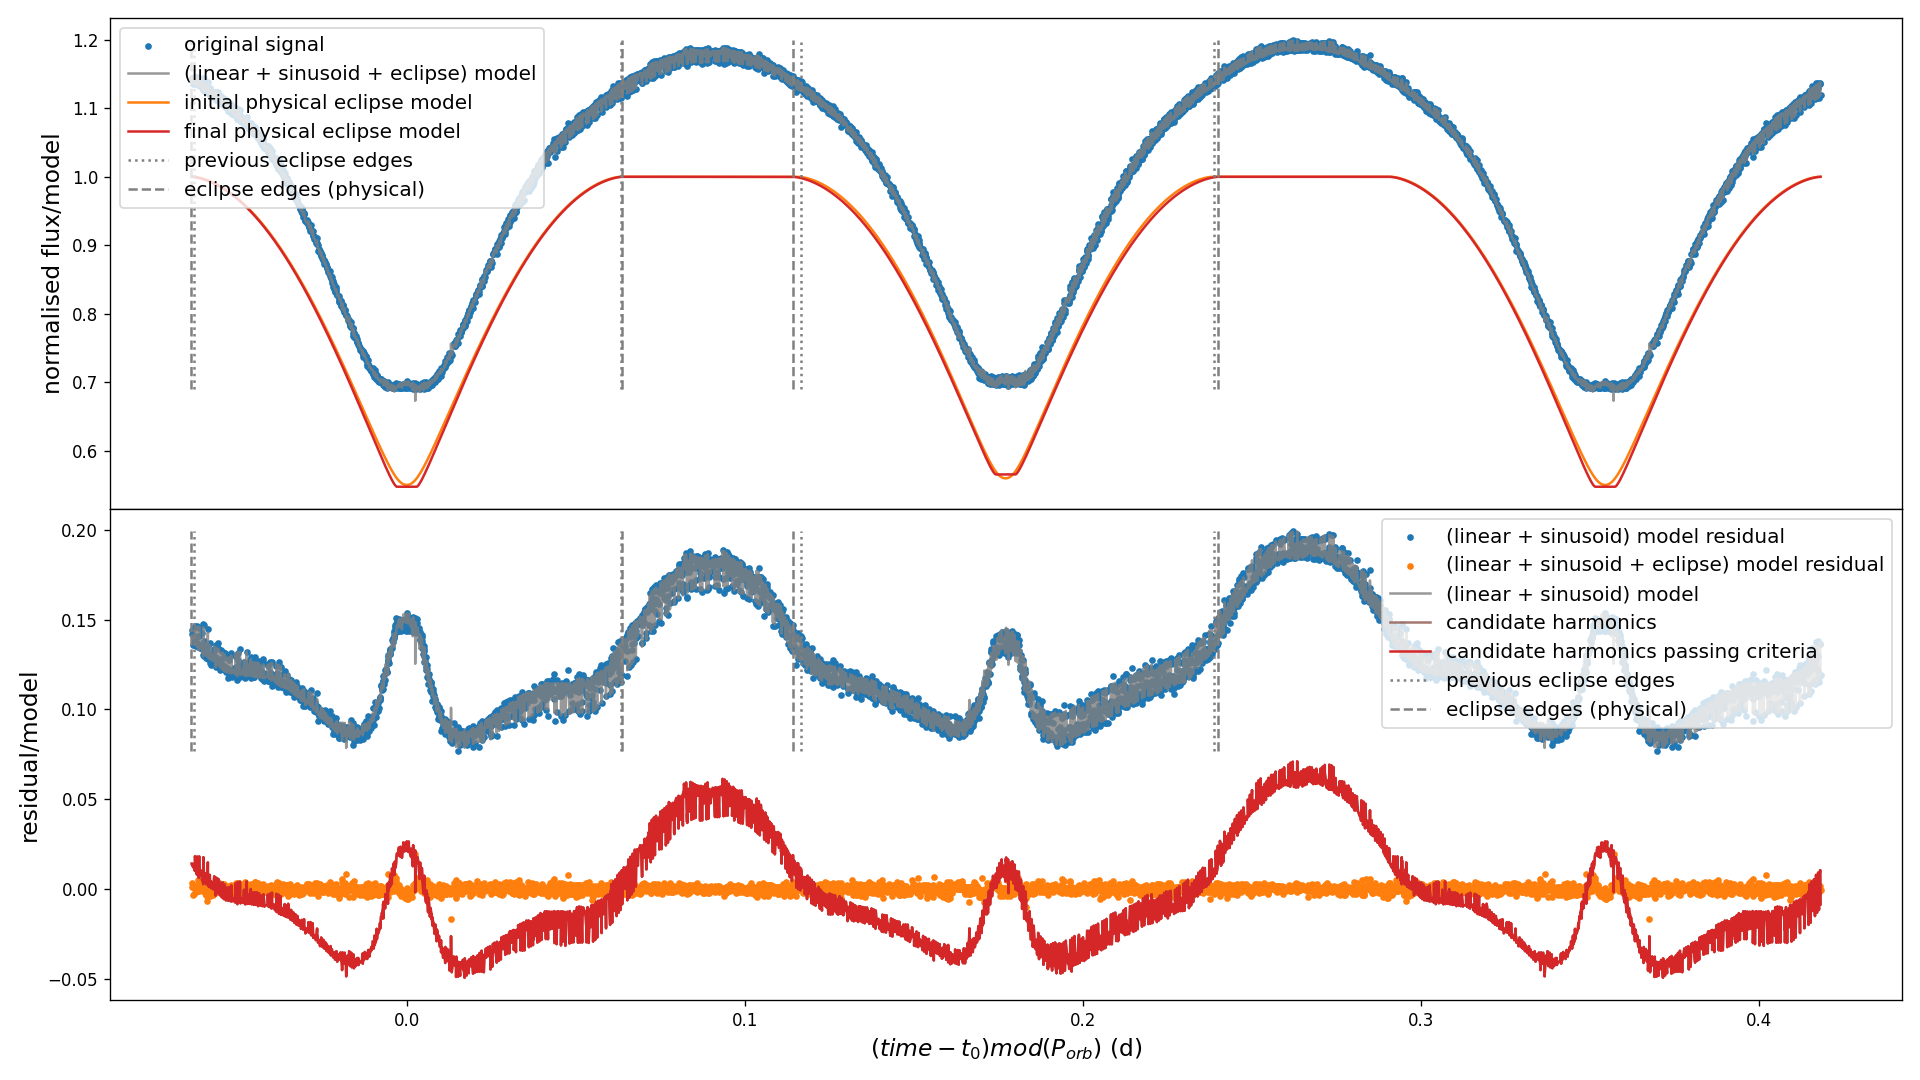 normalised flux/model
1.2
1.1
1.0
0.9
0.8
0.7
0.6
original signal
(linear + sinusoid + eclipse) model
initial physical eclipse model
final physical eclipse model
previous eclipse edges
eclipse edges (physical)
residual/model
0.20
0.15
0.10
0.05
0.00
−0.05
(linear + sinusoid) model residual
(linear + sinusoid + eclipse) model residual
(linear + sinusoid) model
candidate harmonics
candidate harmonics passing criteria
previous eclipse edges
eclipse edges (physical)
0.0 0.1 0.2 0.3 0.4
(time − t₀)mod(Pₒᵣb) (d)